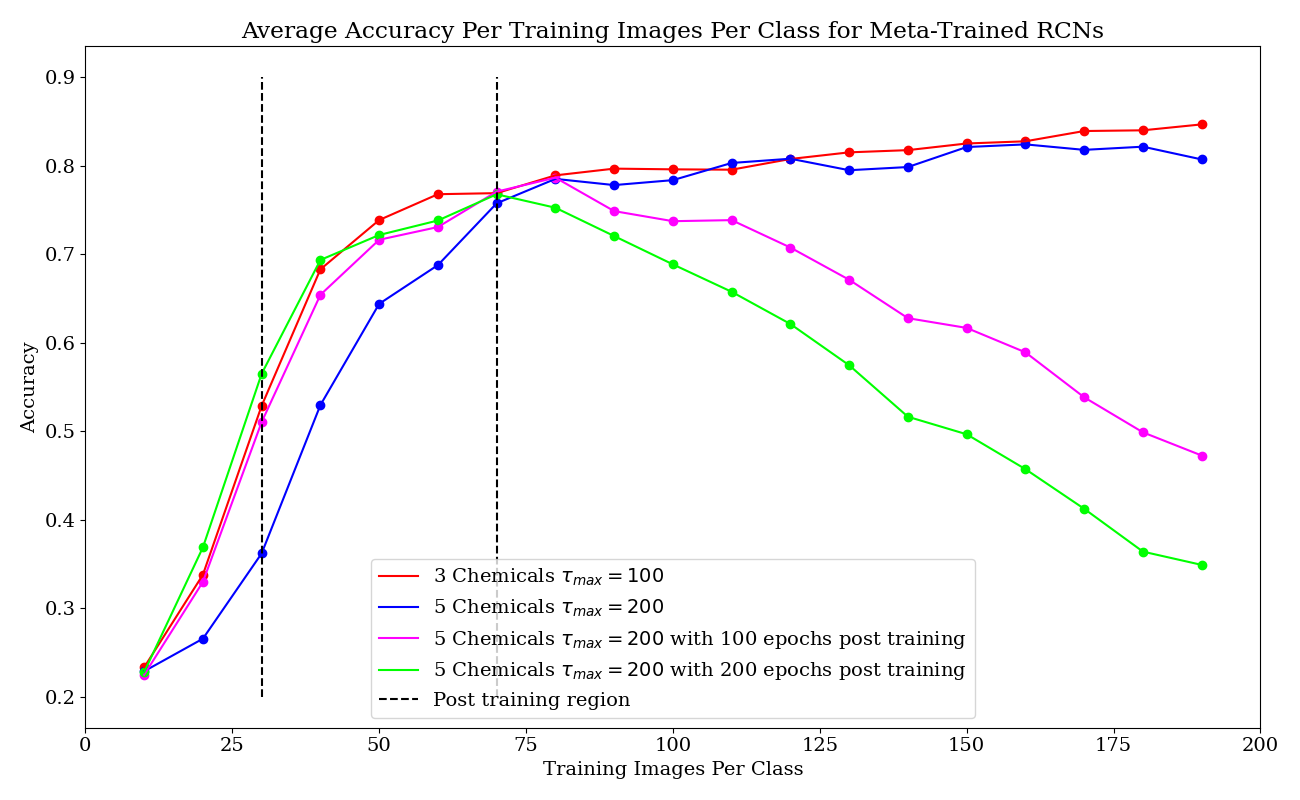 Average Accuracy Per Training Images Per Class for Meta-Trained RCNs
Accuracy
0.9
0.8
0.7
0.6
0.5
0.4
0.3
0.2
3 Chemicals τmax = 100
5 Chemicals τmax = 200
5 Chemicals τmax = 200 with 100 epochs post training
5 Chemicals τmax = 200 with 200 epochs post training
Post training region
0 25 50 75 100 125 150 175 200
Training Images Per Class